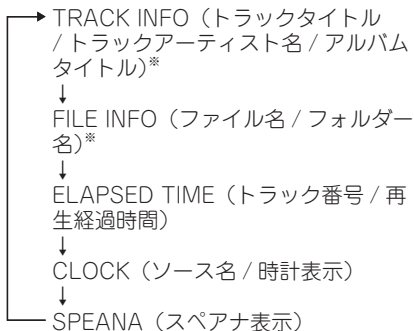 TRACK INFO（トラックタイトル
/ トラックアーティスト名 / アルバム
タイトル）※
↓
FILE INFO（ファイル名 / フォルダー
名）※
↓
ELAPSED TIME（トラック番号 / 再
生経過時間）
↓
CLOCK（ソース名 / 時計表示）
↓
SPEANA（スペアナ表示）